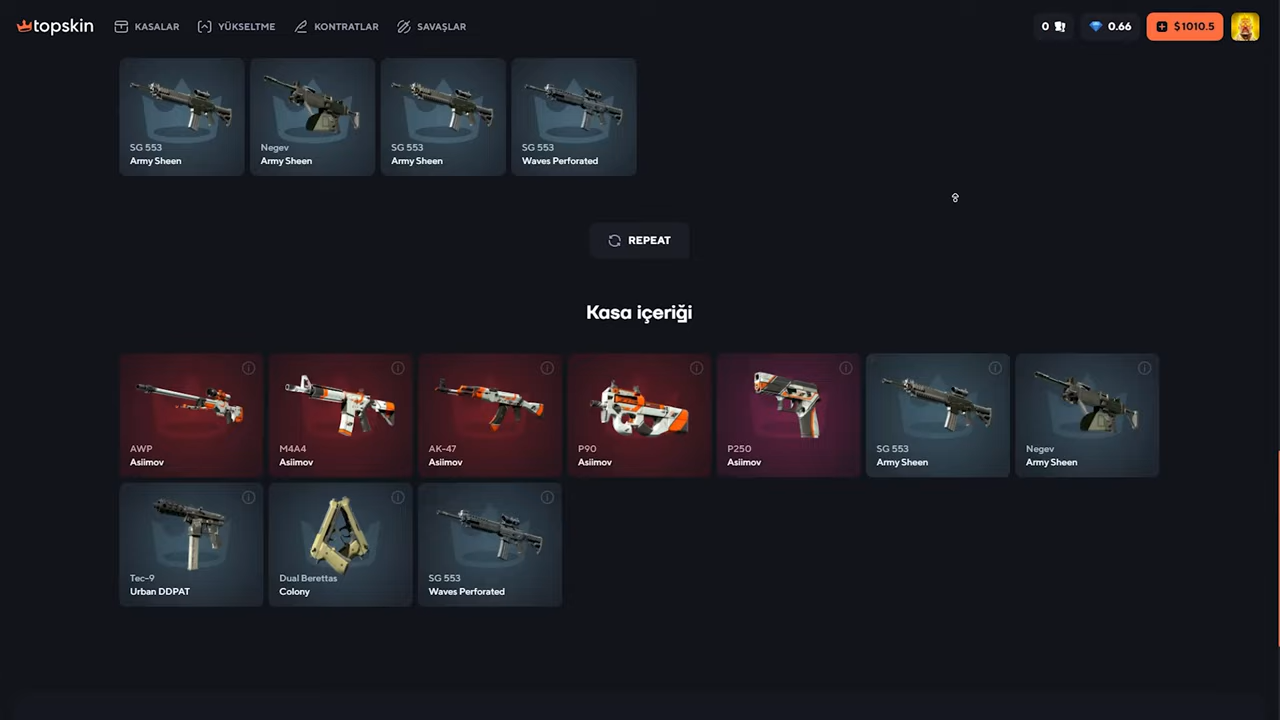 topskin KASALAR YÜKSELTME KONTRATLAR SAVAŞLAR 0 0.66 $1010.5
SG 553 Negev SG 553 SG 553
Army Sheen Army Sheen Army Sheen Waves Perforated
REPEAT
Kasa içeriği
AWP M4A4 AK-47 P90 P250 SG 553 Negev
Asiimov Asiimov Asiimov Asiimov Asiimov Army Sheen Army Sheen
Tec-9 Dual Berettas SG 553
Urban DDPAT Colony Waves Perforated